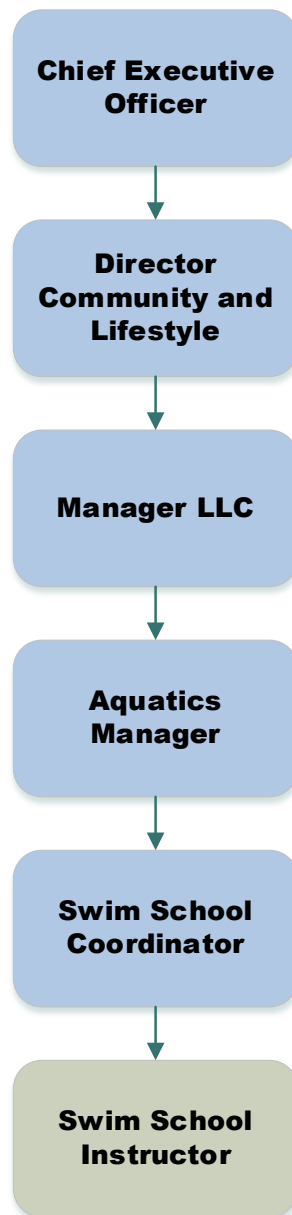 Chief Executive
Officer
Director
Community and
Lifestyle
Manager LLC
Aquatics
Manager
Swim School
Coordinator
Swim School
Instructor